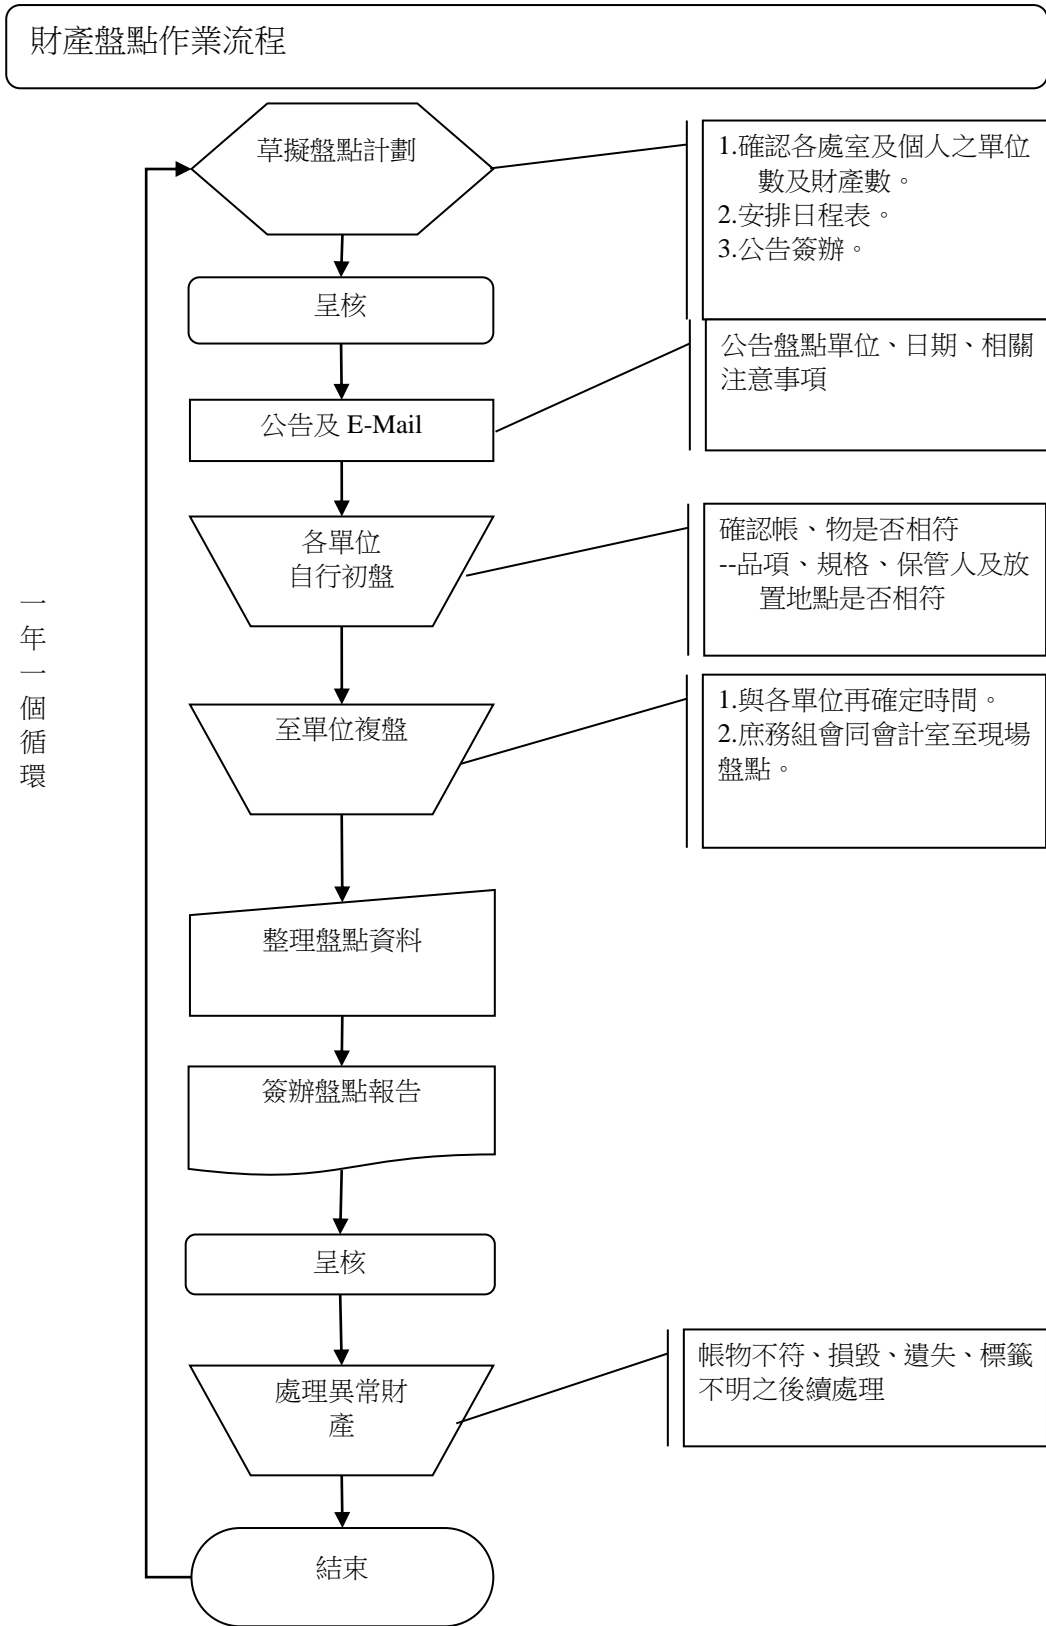 財產盤點作業流程
草擬盤點計劃
1.確認各處室及個人之單位
數及財產數。
2.安排日程表。
3.公告簽辦。
呈核
公告盤點單位、日期、相關
注意事項
公告及 E-Mail
各單位
自行初盤
確認帳、物是否相符
--品項、規格、保管人及放
置地點是否相符
一年一個循環
至單位複盤
1.與各單位再確定時間。
2.庶務組會同會計室至現場
盤點。
整理盤點資料
簽辦盤點報告
呈核
處理異常財
產
帳物不符、損毀、遺失、標籤
不明之後續處理
結束